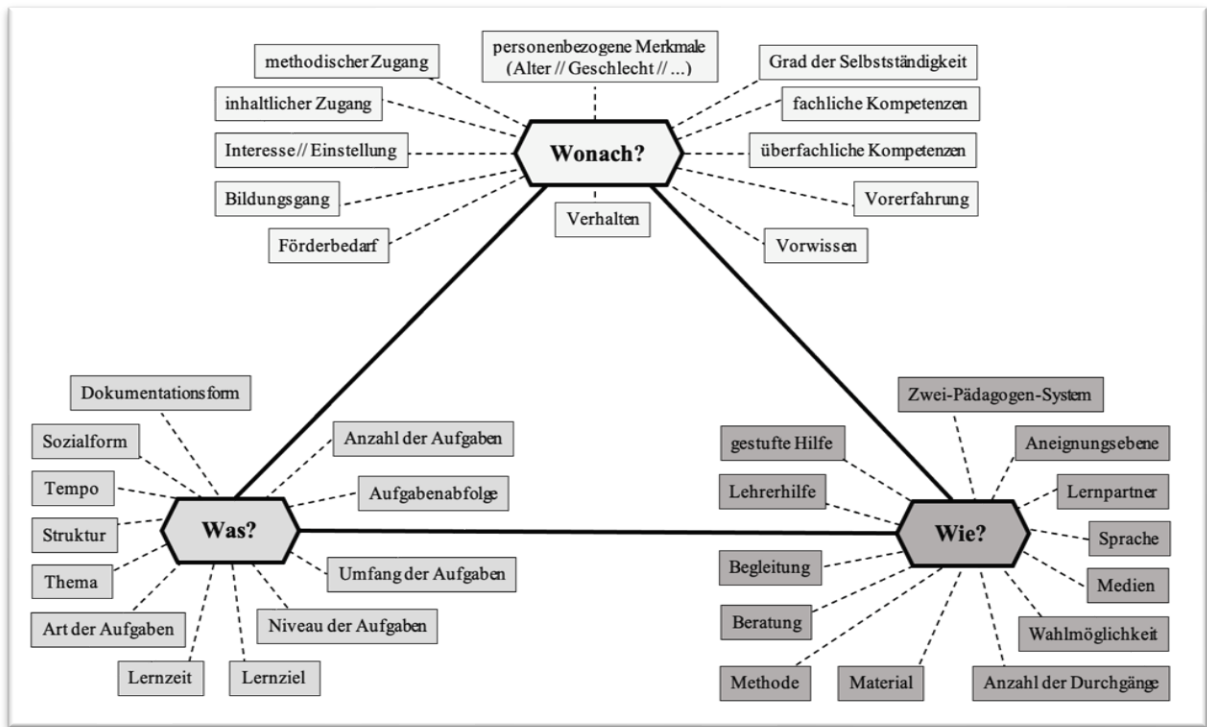 personenbezogene Merkmale
(Alter // Geschlecht // ...)
methodischer Zugang
Grad der Selbstständigkeit
inhaltlicher Zugang
fachliche Kompetenzen
Interesse // Einstellung
Wonach?
überfachliche Kompetenzen
Bildungsgang
Vorerfahrung
Verhalten
Förderbedarf
Vorwissen
Dokumentationsform
Zwei-Pädagogen-System
Sozialform
Anzahl der Aufgaben
gestufte Hilfe
Aneignungsebene
Tempo
Aufgabenabfolge
Lehrerhilfe
Lernpartner
Struktur
Was?
Wie?
Sprache
Thema
Umfang der Aufgaben
Begleitung
Medien
Art der Aufgaben
Niveau der Aufgaben
Beratung
Wahlmöglichkeit
Lernzeit
Lernziel
Methode
Material
Anzahl der Durchgänge